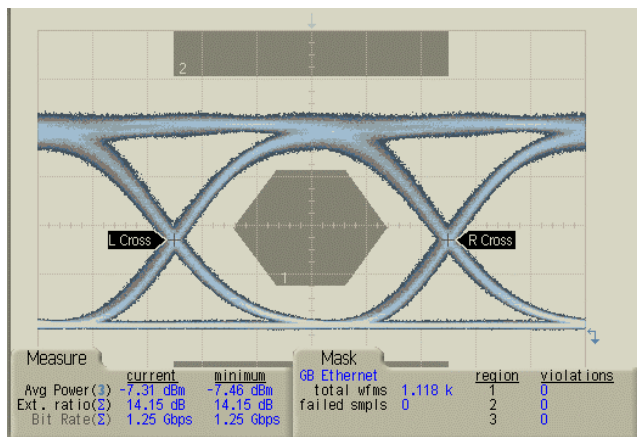 2
L Cross
R Cross
1
Measure
current minimum
Avg Power(3) -7.31 dBm -7.46 dBm
Ext. ratio(Σ) 14.15 dB 14.15 dB
Bit Rate(Σ) 1.25 Gbps 1.25 Gbps
Mask
GB Ethernet region violations
total wfms 1.118 k 1 0
failed smpls 0 2 0
3 0